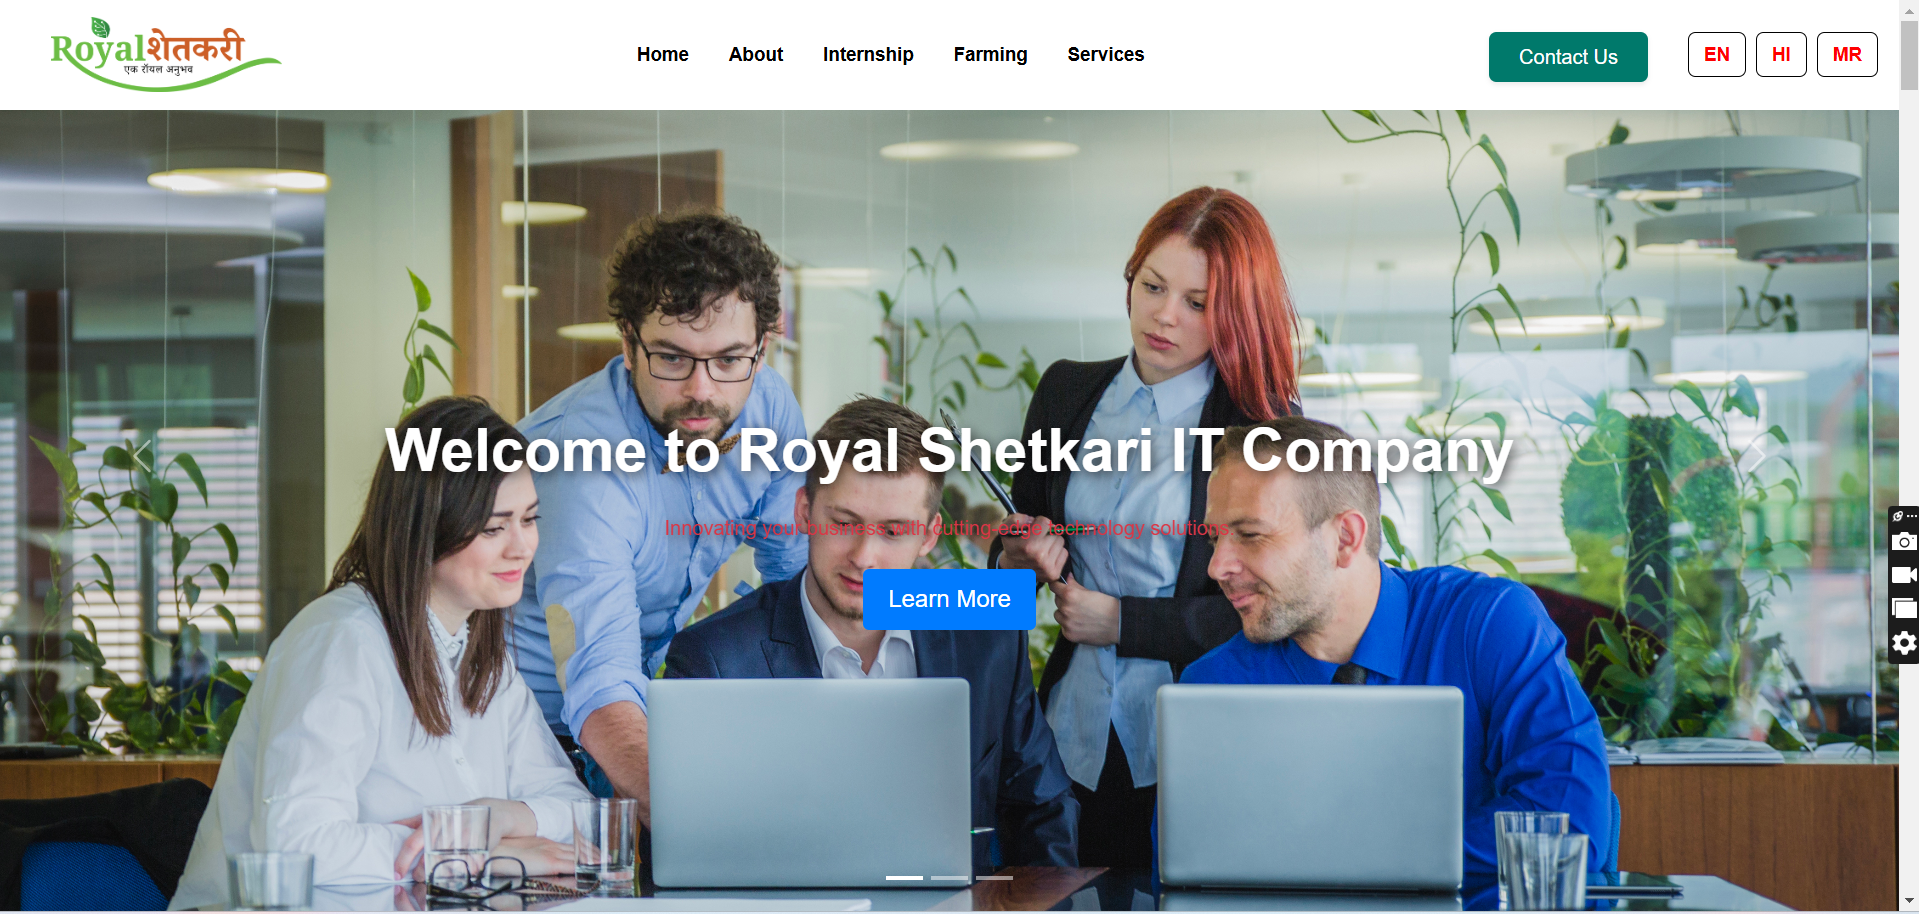 Royalशेतकरी
एक रॉयल अनुभव
Home About Internship Farming Services
Contact Us
EN HI MR
Welcome to Royal Shetkari IT Company
Innovating your business with cutting-edge technology solutions.
Learn More